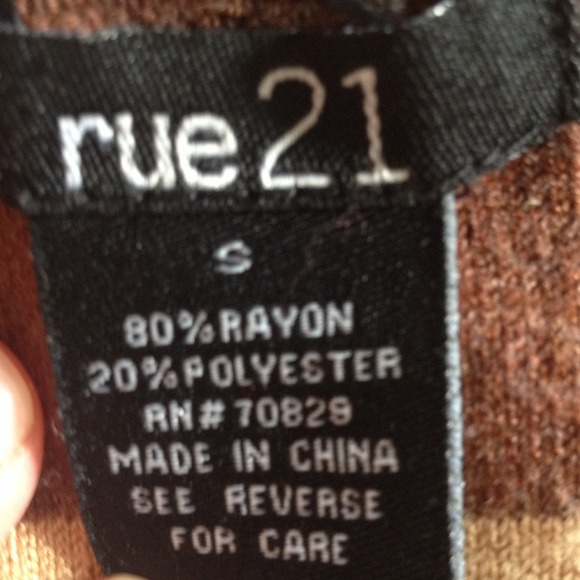 rue21
S
80%RAYON
20%POLYESTER
RN#70829
MADE IN CHINA
SEE REVERSE
FOR CARE